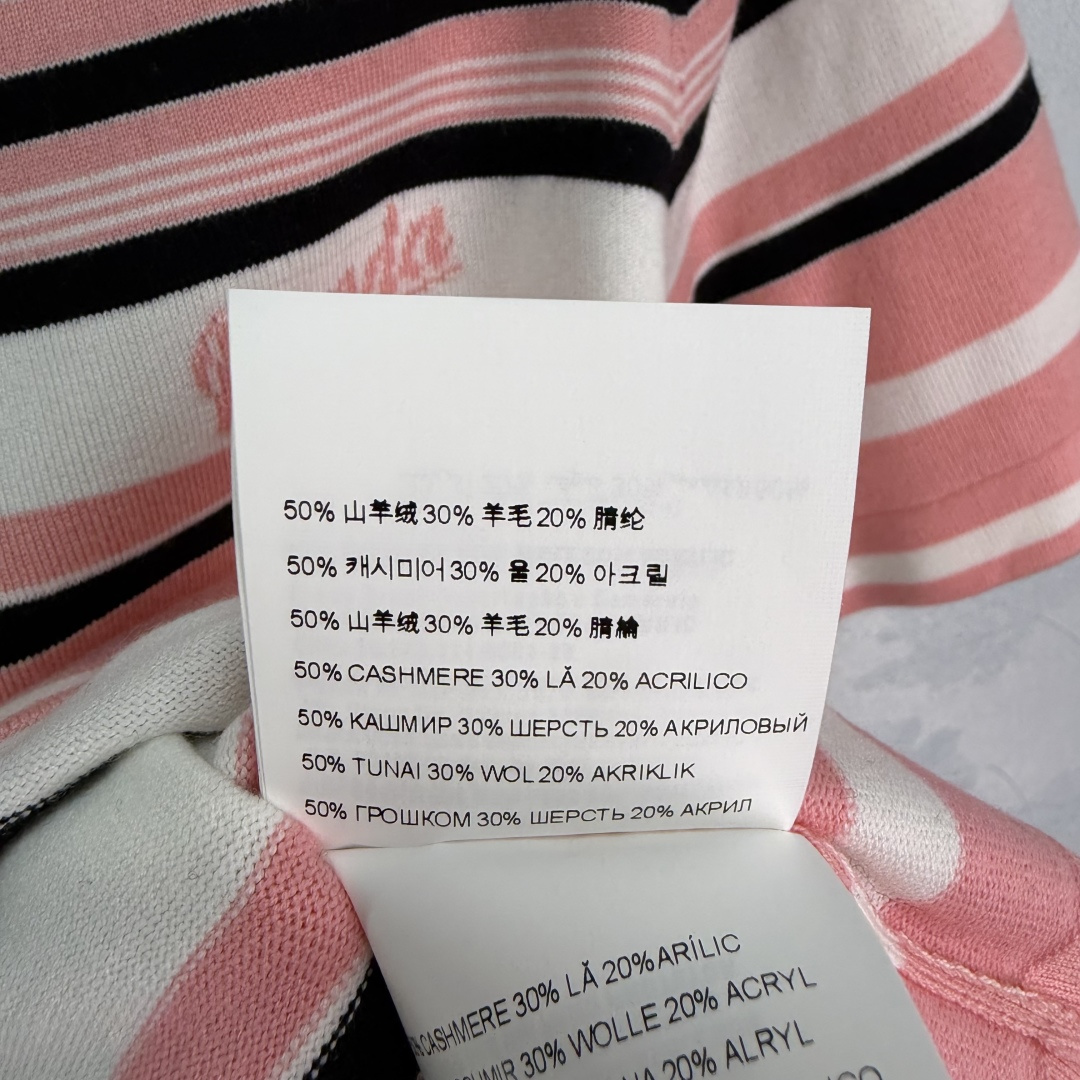 50% 山羊绒 30% 羊毛 20% 腈纶
50% 캐시미어 30% 울 20% 아크릴
50% 山羊绒 30% 羊毛 20% 腈綸
50% CASHMERE 30% LĂ 20% ACRILICO
50% КАШМИР 30% ШЕРСТЬ 20% АКРИЛОВЫЙ
50% TUNAI 30% WOL 20% AKRIKLIK
50% ГРОШКОМ 30% ШЕРСТЬ 20% АКРИЛ
CASHMERE 30% LĂ 20% ARÍLIC
30% WOLLE 20% ACRYL
20% ALRYL